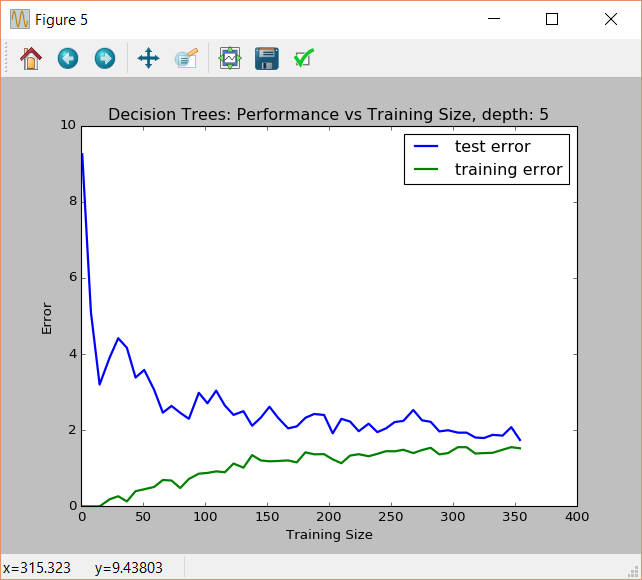 Figure 5
Decision Trees: Performance vs Training Size, depth: 5
test error
training error
10
8
6
4
2
0
Error
0 50 100 150 200 250 300 350 400
Training Size
x=315.323 y=9.43803